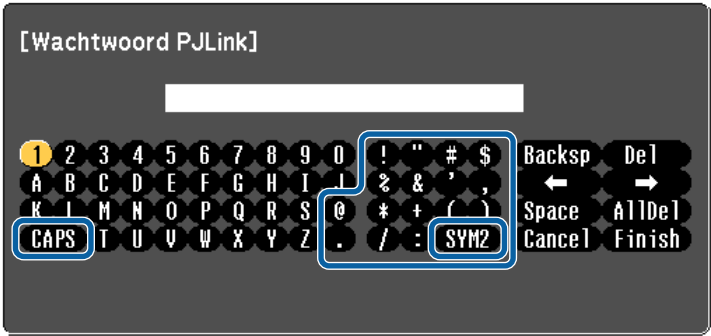 [Wachtwoord PJLink]
1 2 3 4 5 6 7 8 9 0 ! " # $ Backsp Del
A B C D E F G H I J % & ' , ← →
K L M N O P Q R S @ * + ( ) Space AllDel
CAPS T U V W X Y Z . / : SYM2 Cancel Finish